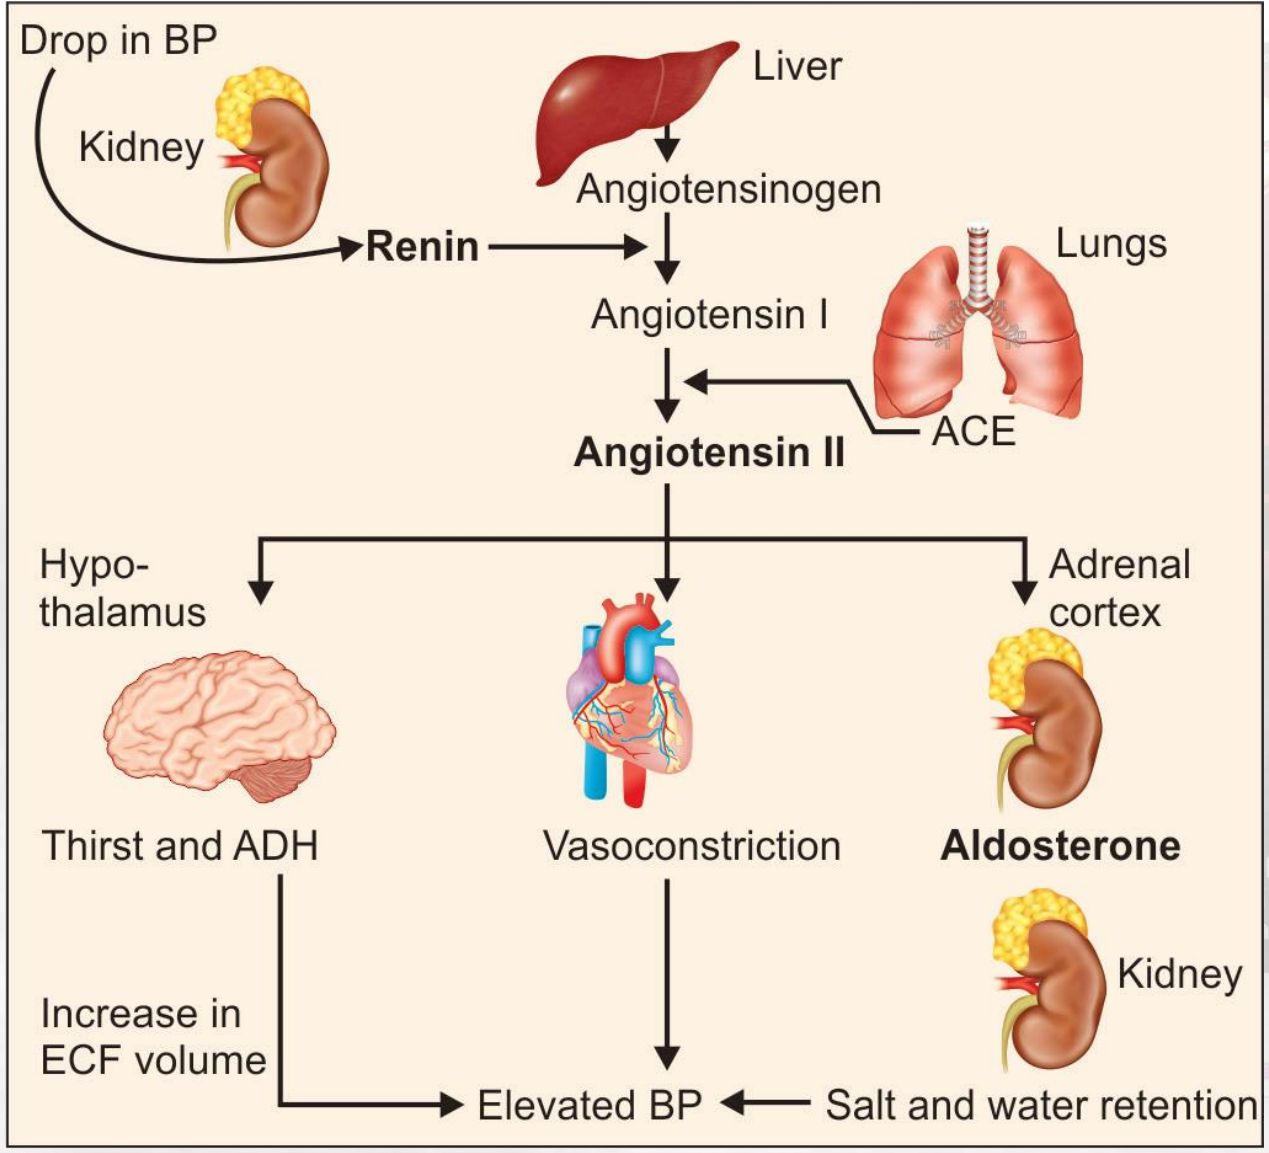 Drop in BP
Liver
Kidney
Angiotensinogen
Renin
Lungs
Angiotensin I
ACE
Angiotensin II
Hypo-
thalamus
Adrenal
cortex
Thirst and ADH
Vasoconstriction
Aldosterone
Kidney
Increase in
ECF volume
Elevated BP
Salt and water retention